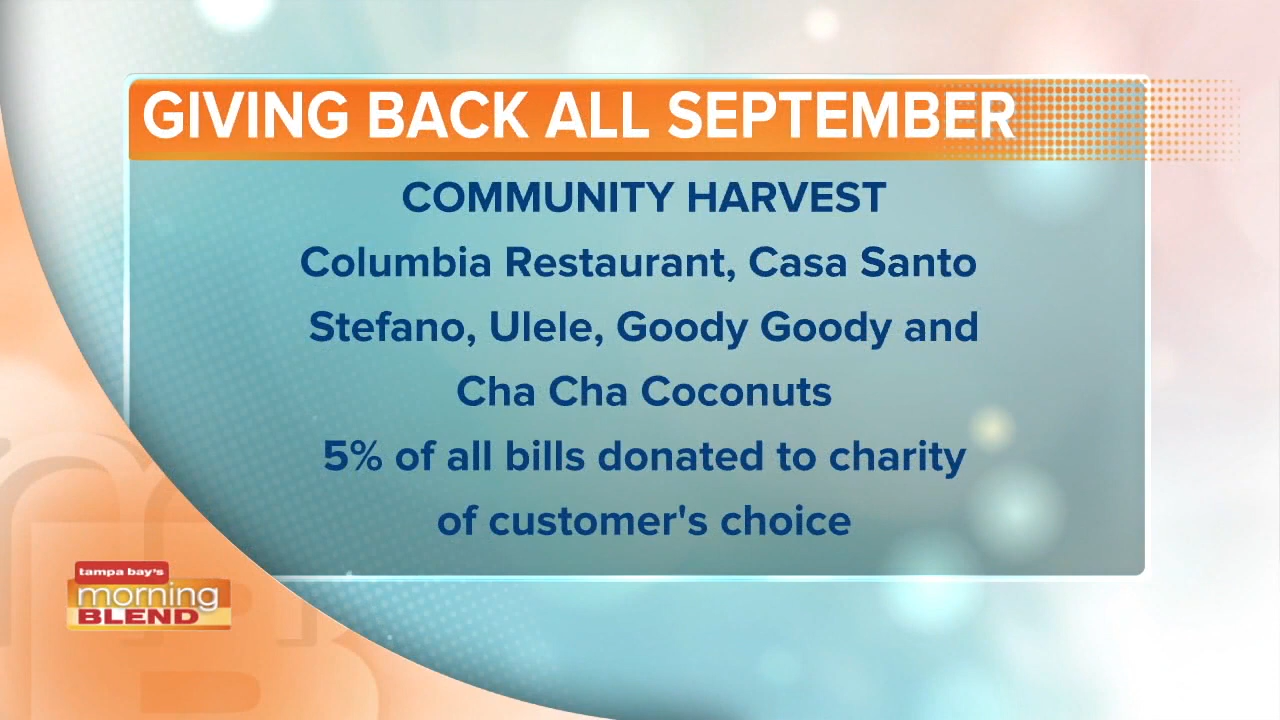 GIVING BACK ALL SEPTEMBER
COMMUNITY HARVEST
Columbia Restaurant, Casa Santo
Stefano, Ulele, Goody Goody and
Cha Cha Coconuts
5% of all bills donated to charity
of customer's choice
tampa bay's
morning
BLEND